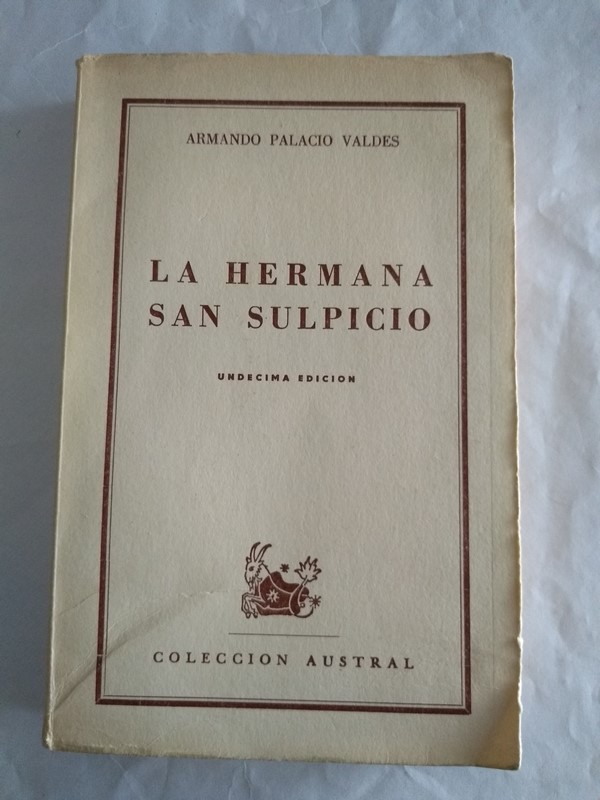 ARMANDO PALACIO VALDES
LA HERMANA
SAN SULPICIO
UNDECIMA EDICION
COLECCION AUSTRAL